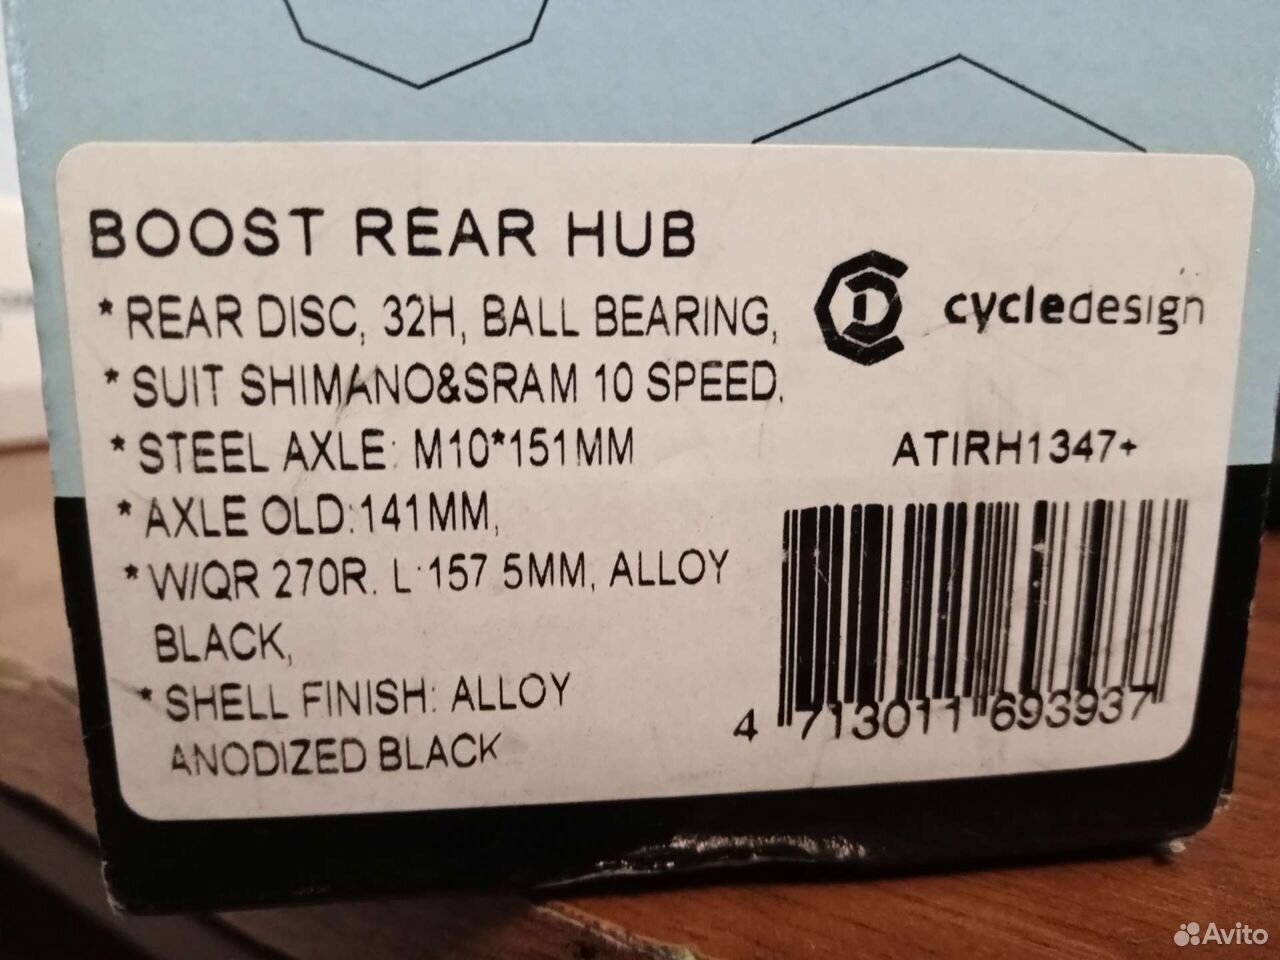 BOOST REAR HUB
* REAR DISC, 32H, BALL BEARING,
* SUIT SHIMANO&SRAM 10 SPEED,
* STEEL AXLE: M10*151MM
* AXLE OLD:141MM,
* W/QR 270R. L:157.5MM, ALLOY
BLACK,
* SHELL FINISH: ALLOY
ANODIZED BLACK
cycledesign
ATIRH1347+
4 713011 693937
Avito